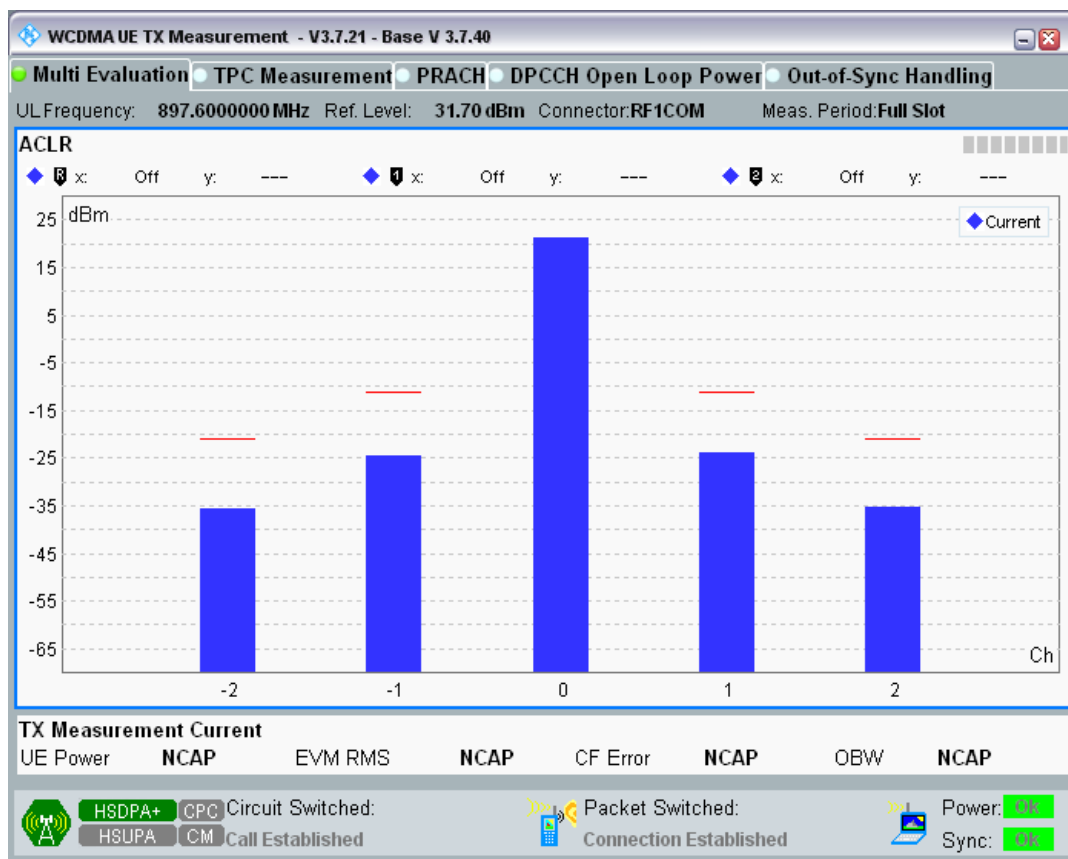 WCDMA UE TX Measurement - V3.7.21 - Base V 3.7.40
Multi Evaluation TPC Measurement PRACH DPCCH Open Loop Power Out-of-Sync Handling
UL Frequency: 897.6000000 MHz Ref. Level: 31.70 dBm Connector:RF1COM Meas. Period:Full Slot
ACLR
R x: Off y: --- 1 x: Off y: --- 2 x: Off y: ---
dBm
Current
25
15
5
-5
-15
-25
-35
-45
-55
-65
Ch
-2 -1 0 1 2
TX Measurement Current
UE Power NCAP EVM RMS NCAP CF Error NCAP OBW NCAP
HSDPA+ CPC Circuit Switched: Packet Switched: Power: Ok
HSUPA CM Call Established Connection Established Sync: Ok